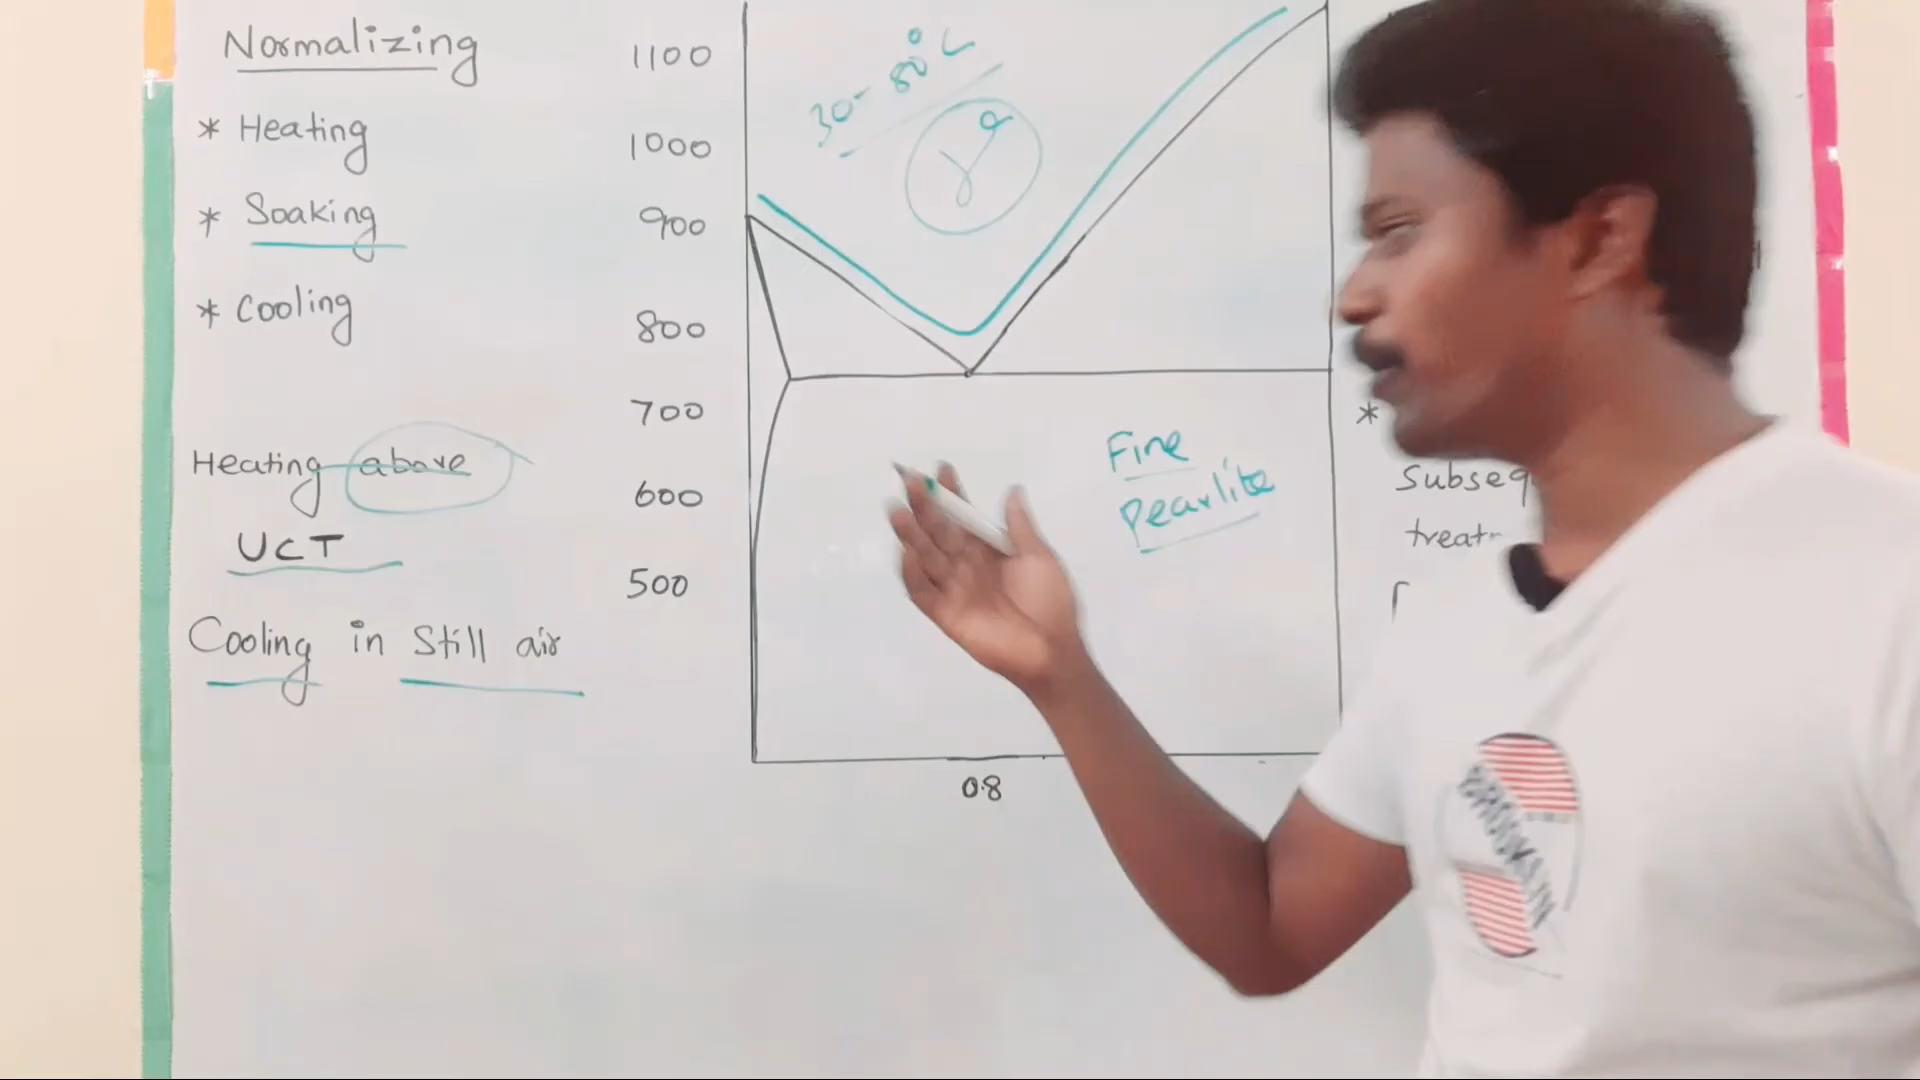 Normalizing
* Heating
* Soaking
* Cooling
Heating above
UCT
Cooling in Still air
1100
1000
900
800
700
600
500
30-80°C
γ
Fine
Pearlite
0.8
*
Subseq
treat
BROOKLYN